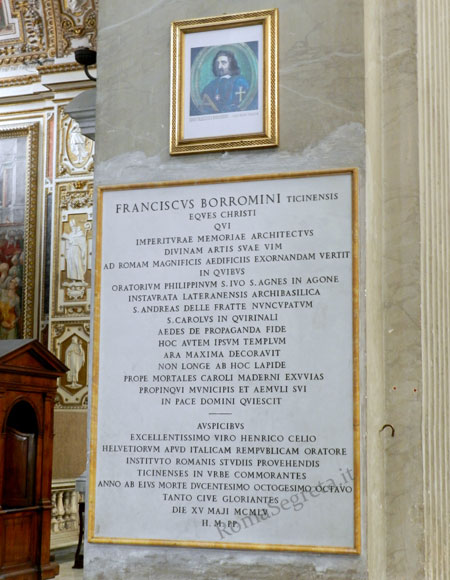 FRANCISCVS BORROMINI TICINENSIS
EQVES CHRISTI
QVI
IMPERITVRAE MEMORIAE ARCHITECTVS
DIVINAM ARTIS SVAE VIM
AD ROMAM MAGNIFICIS AEDIFICIIS EXORNANDAM VERTIT
IN QVIBVS
ORATORIVM PHILIPPINVM S. IVO S. AGNES IN AGONE
INSTAVRATA LATERANENSIS ARCHIBASILICA
S. ANDREAS DELLE FRATTE NVNCVPATVM
S. CAROLVS IN QVIRINALI
AEDES DE PROPAGANDA FIDE
HOC AVTEM IPSVM TEMPLVM
ARA MAXIMA DECORAVIT
NON LONGE AB HOC LAPIDE
PROPE MORTALES CAROLI MADERNI EXVVIAS
PROPINQVI MVNICIPIS ET AEMVLI SVI
IN PACE DOMINI QVIESCIT
AVSPICIBVS
EXCELLENTISSIMO VIRO HENRICO CELIO
HELVETIORVM APVD ITALICAM REMPVBLICAM ORATORE
INSTITVTO ROMANIS STVDIIS PROVEHENDIS
TICINENSES IN VRBE COMMORANTES
ANNO AB EIVS MORTE DVCENTESIMO OCTOGESIMO OCTAVO
TANTO CIVE GLORIANTES
DIE XV MAJI MCMLV
H. M. PP.
RomaSegreta.it